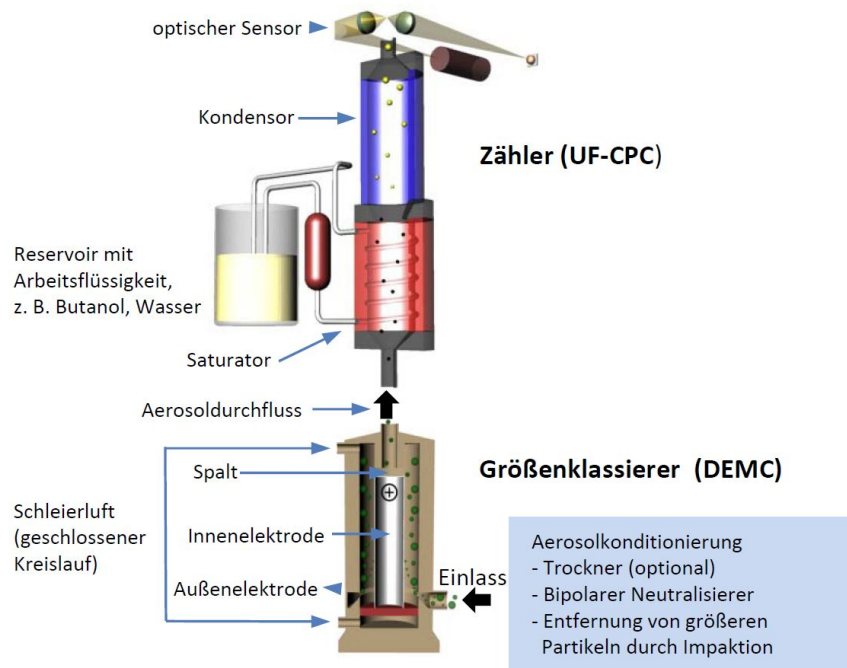 optischer Sensor
Kondensor
Zähler (UF-CPC)
Reservoir mit
Arbeitsflüssigkeit,
z. B. Butanol, Wasser
Saturator
Aerosoldurchfluss
Spalt
Größenklassierer (DEMC)
Schleierluft
(geschlossener
Kreislauf)
Innenelektrode
Außenelektrode
Einlass
Aerosolkonditionierung
- Trockner (optional)
- Bipolarer Neutralisierer
- Entfernung von größeren
Partikeln durch Impaktion
+